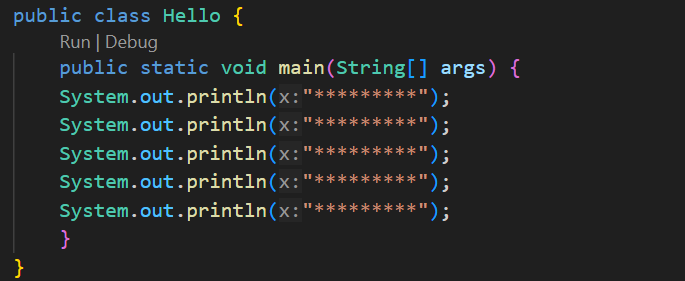 public class Hello {
Run | Debug
public static void main(String[] args) {
System.out.println(x:"*********");
System.out.println(x:"*********");
System.out.println(x:"*********");
System.out.println(x:"*********");
System.out.println(x:"*********");
}
}